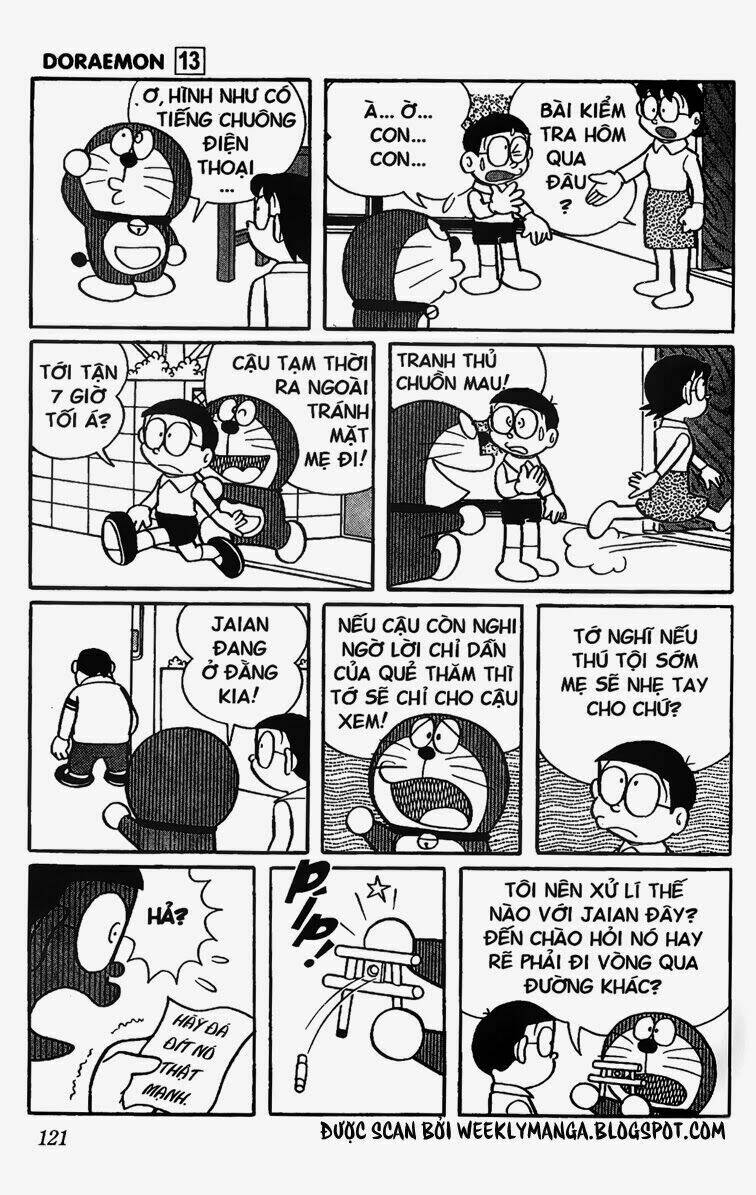 DORAEMON 13
BÀI KIỂM
TRA HÔM
QUA
ĐÂU
?
À... Ờ...
CON...
CON...
Ơ, HÌNH NHƯ CÓ
TIẾNG CHUÔNG
ĐIỆN
THOẠI
...
TRANH THỦ
CHUỒN MAU!
CẬU TẠM THỜI
RA NGOÀI
TRÁNH
MẶT
MẸ ĐI!
TỚI TẬN
7 GIỜ
TỐI Á?
TỚ NGHĨ NẾU
THÚ TỘI SỚM
MẸ SẼ NHẸ TAY
CHO CHỨ?
NẾU CẬU CÒN NGHI
NGỜ LỜI CHỈ DẪN
CỦA QUẺ THĂM THÌ
TỚ SẼ CHỈ CHO CẬU
XEM!
JAIAN
ĐANG
Ở ĐẰNG
KIA!
TÔI NÊN XỬ LÍ THẾ
NÀO VỚI JAIAN ĐÂY?
ĐẾN CHÀO HỎI NÓ HAY
RẼ PHẢI ĐI VÒNG QUA
ĐƯỜNG KHÁC?
PÍP!
HẢ?
HÃY ĐÁ
ĐÍT NÓ
THẬT
MẠNH.
121
ĐƯỢC SCAN BỞI WEEKLYMANGA.BLOGSPOT.COM